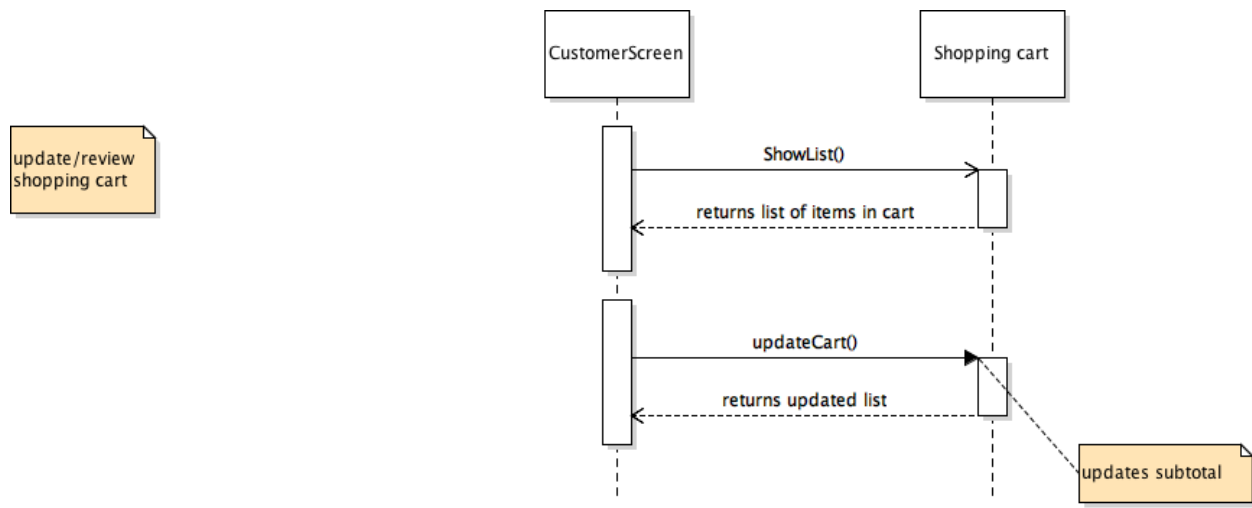 CustomerScreen
Shopping cart
update/review
shopping cart
ShowList()
returns list of items in cart
updateCart()
returns updated list
updates subtotal